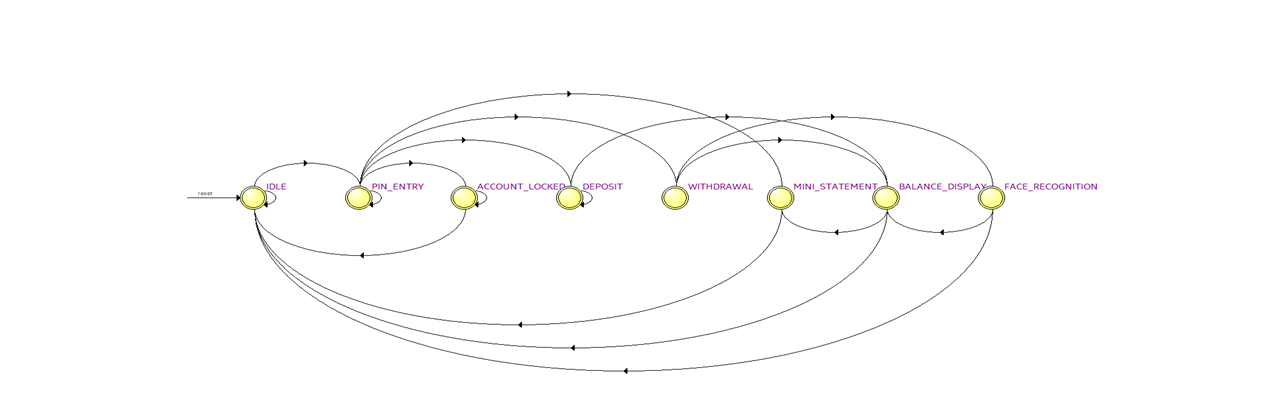 reset
IDLE
PIN_ENTRY
ACCOUNT_LOCKED
DEPOSIT
WITHDRAWAL
MINI_STATEMENT
BALANCE_DISPLAY
FACE_RECOGNITION